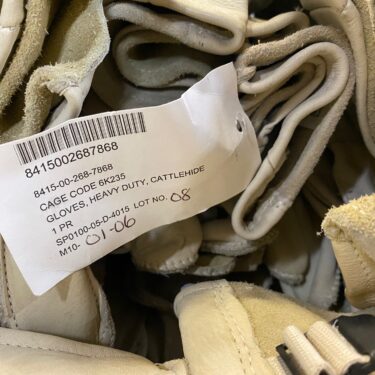 8415002687868
8415-00-268-7868
CAGE CODE 6K235
GLOVES, HEAVY DUTY, CATTLEHIDE
1 PR
SP0100-05-D-4015 LOT NO. 08
M10- 01-06